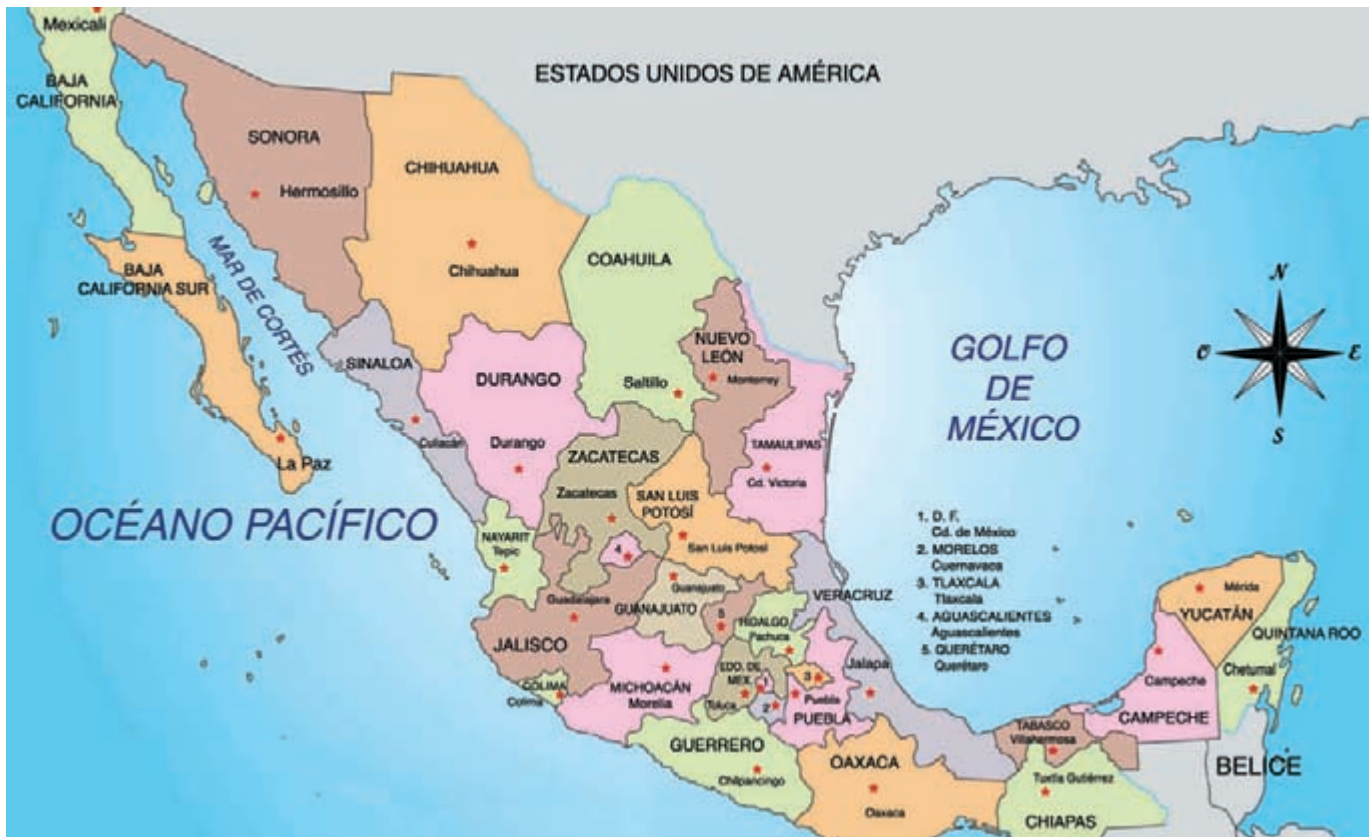 Mexicali
BAJA
CALIFORNIA
ESTADOS UNIDOS DE AMÉRICA
SONORA
Hermosillo
CHIHUAHUA
Chihuahua
COAHUILA
Saltillo
BAJA
CALIFORNIA SUR
MAR DE CORTÉS
La Paz
SINALOA
Culiacán
DURANGO
Durango
NUEVO
LEÓN
Monterrey
TAMAULIPAS
Cd. Victoria
GOLFO
DE
MÉXICO
N
O
E
S
OCÉANO PACÍFICO
ZACATECAS
Zacatecas
SAN LUIS
POTOSÍ
San Luis Potosí
NAYARIT
Tepic
4
Guadalajara
JALISCO
Guanajuato
GUANAJUATO
5
HIDALGO
Pachuca
VERACRUZ
Jalapa
COLIMA
Colima
MICHOACÁN
Morelia
EDO. DE
MEX.
Toluca
1
2
3
Puebla
PUEBLA
GUERRERO
Chilpancingo
OAXACA
Oaxaca
1. D. F.
Cd. de México
2. MORELOS
Cuernavaca
3. TLAXCALA
Tlaxcala
4. AGUASCALIENTES
Aguascalientes
5. QUERÉTARO
Querétaro
Mérida
YUCATÁN
QUINTANA ROO
Chetumal
Campeche
CAMPECHE
TABASCO
Villahermosa
Tuxtla Gutiérrez
CHIAPAS
BELICE